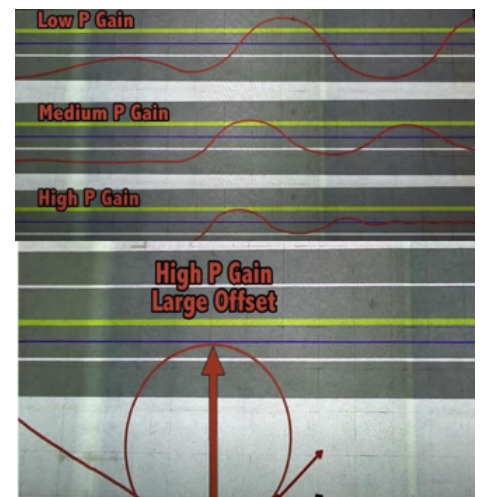 Low P Gain
Medium P Gain
High P Gain
High P Gain
Large Offset